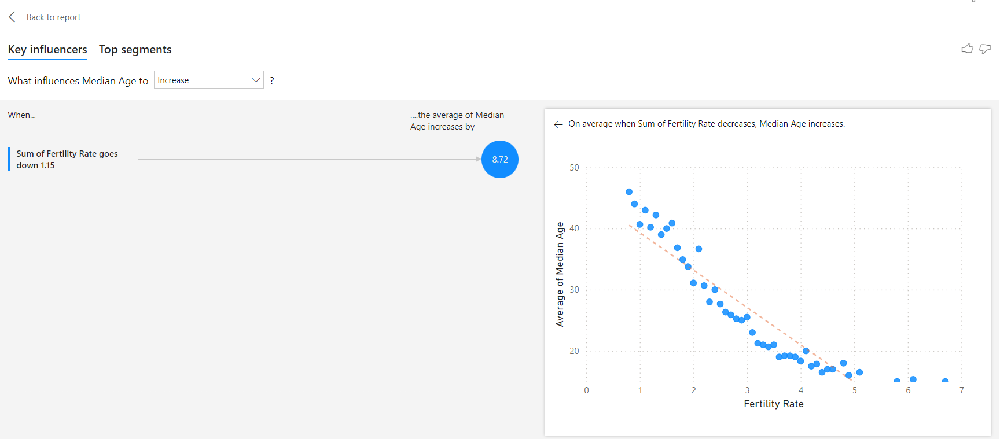 Back to report
Key influencers Top segments
What influences Median Age to Increase ?
When...
....the average of Median
Age increases by
Sum of Fertility Rate goes
down 1.15
8.72
On average when Sum of Fertility Rate decreases, Median Age increases.
50
40
30
20
Average of Median Age
0 1 2 3 4 5 6 7
Fertility Rate